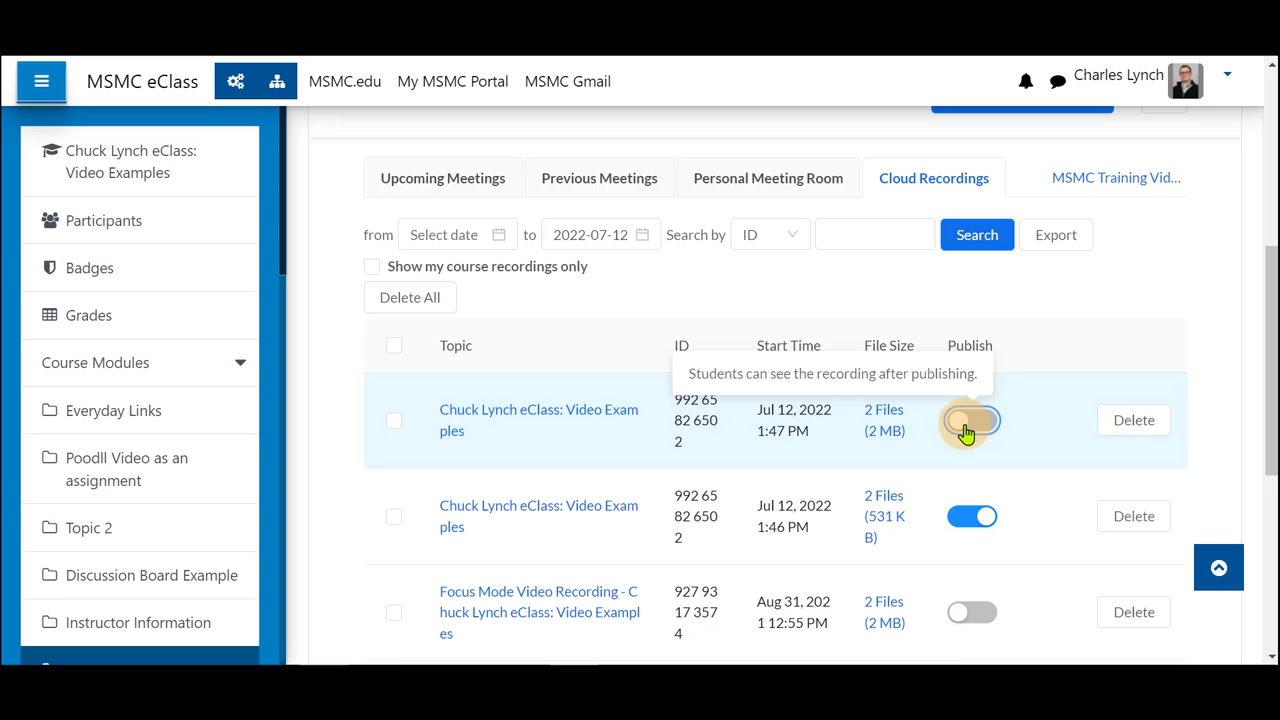 MSMC eClass
MSMC.edu
My MSMC Portal
MSMC Gmail
Charles Lynch
Chuck Lynch eClass:
Video Examples
Participants
Badges
Grades
Course Modules
Everyday Links
Poodll Video as an
assignment
Topic 2
Discussion Board Example
Instructor Information
Upcoming Meetings
Previous Meetings
Personal Meeting Room
Cloud Recordings
MSMC Training Vid...
from
Select date
to
2022-07-12
Search by
ID
Search
Export
Show my course recordings only
Delete All
Topic
ID
Start Time
File Size
Publish
Students can see the recording after publishing.
Chuck Lynch eClass: Video Exam
ples
992 65
82 650
2
Jul 12, 2022
1:47 PM
2 Files
(2 MB)
Delete
Chuck Lynch eClass: Video Exam
ples
992 65
82 650
2
Jul 12, 2022
1:46 PM
2 Files
(531 K
B)
Delete
Focus Mode Video Recording - C
huck Lynch eClass: Video Exampl
es
927 93
17 357
4
Aug 31, 202
1 12:55 PM
2 Files
(2 MB)
Delete